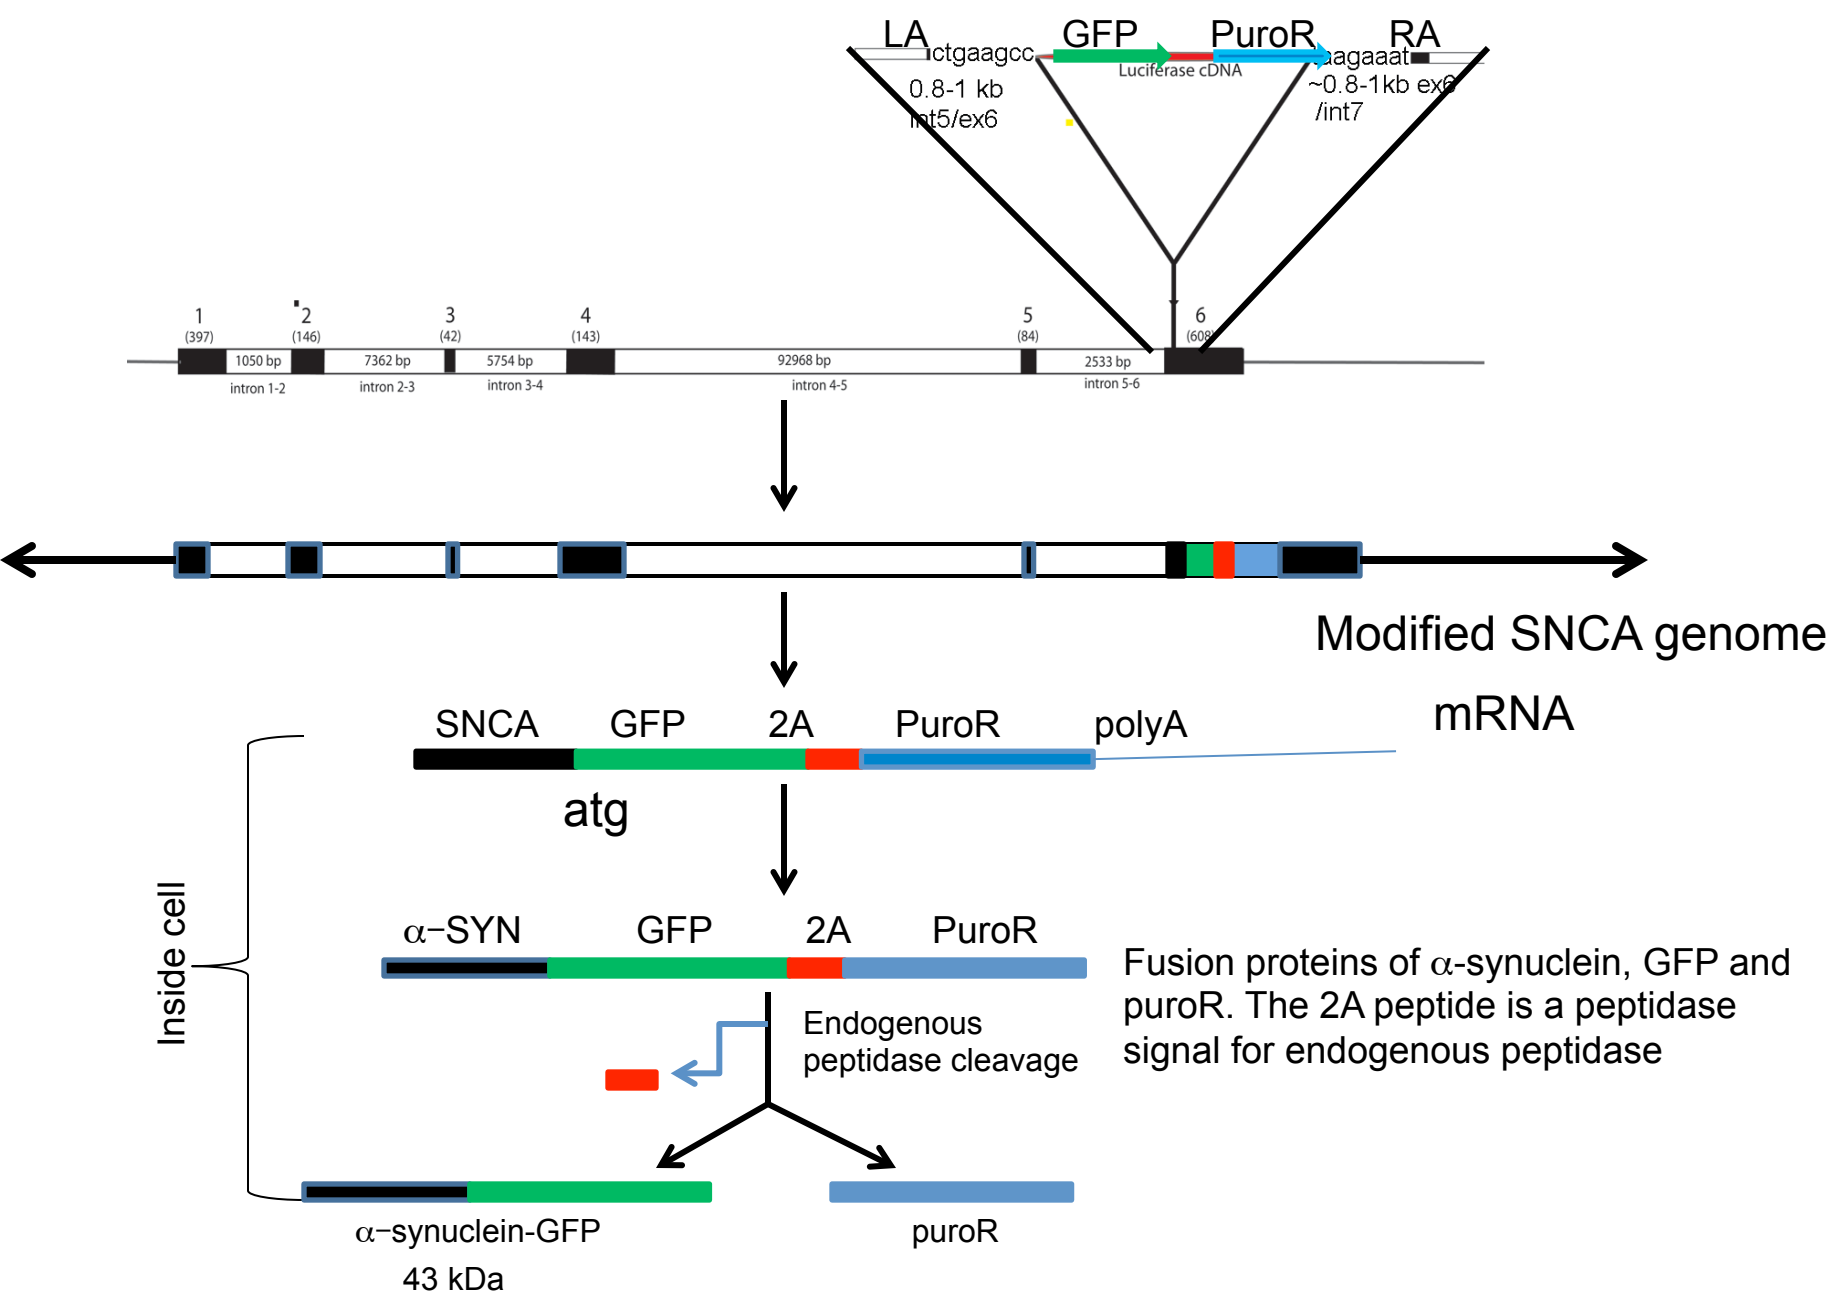 LA GFP PuroR RA
ctgaagcc aagaaat
Luciferase cDNA
0.8-1 kb
int5/ex6
~0.8-1kb ex6
/int7
1 2 3 4 5 6
(397) (146) (42) (143) (84) (608)
1050 bp 7362 bp 5754 bp 92968 bp 2533 bp
intron 1-2 intron 2-3 intron 3-4 intron 4-5 intron 5-6
Modified SNCA genome
mRNA
SNCA GFP 2A PuroR polyA
atg
Inside cell
α–SYN GFP 2A PuroR
Fusion proteins of α-synuclein, GFP and
puroR. The 2A peptide is a peptidase
signal for endogenous peptidase
Endogenous
peptidase cleavage
α–synuclein-GFP
43 kDa
puroR